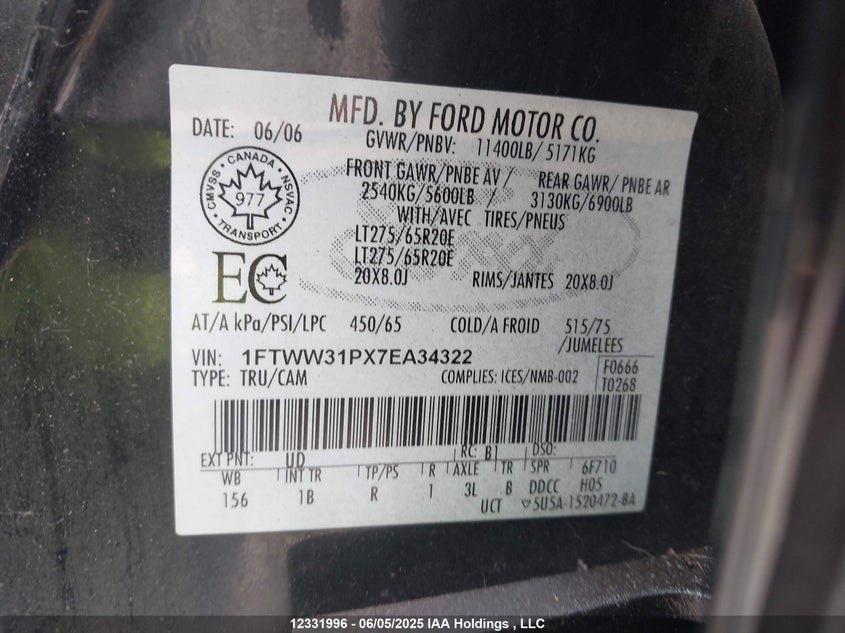 MFD. BY FORD MOTOR CO.
DATE: 06/06
GVWR/PNBV: 11400LB/ 5171KG
FRONT GAWR/PNBE AV / REAR GAWR/ PNBE AR
2540KG/5600LB / 3130KG/6900LB
WITH/AVEC TIRES/PNEUS
LT275/65R20E
LT275/65R20E
20X8.0J RIMS/JANTES 20X8.0J
CMVSS · CANADA · NSVAC
977
TRANSPORT
EC
AT/A kPa/PSI/LPC 450/65 COLD/A FROID 515/75
/JUMELEES
VIN: 1FTWW31PX7EA34322
TYPE: TRU/CAM COMPLIES: ICES/NMB-002
F0666
T0268
EXT PNT: UD RC: B1 DSO:
WB INT TR TP/PS R AXLE TR SPR 6F710
156 1B R 1 3L B DDCC H05
UCT ▽5U5A-1520472-BA
12331996 - 06/05/2025 IAA Holdings , LLC